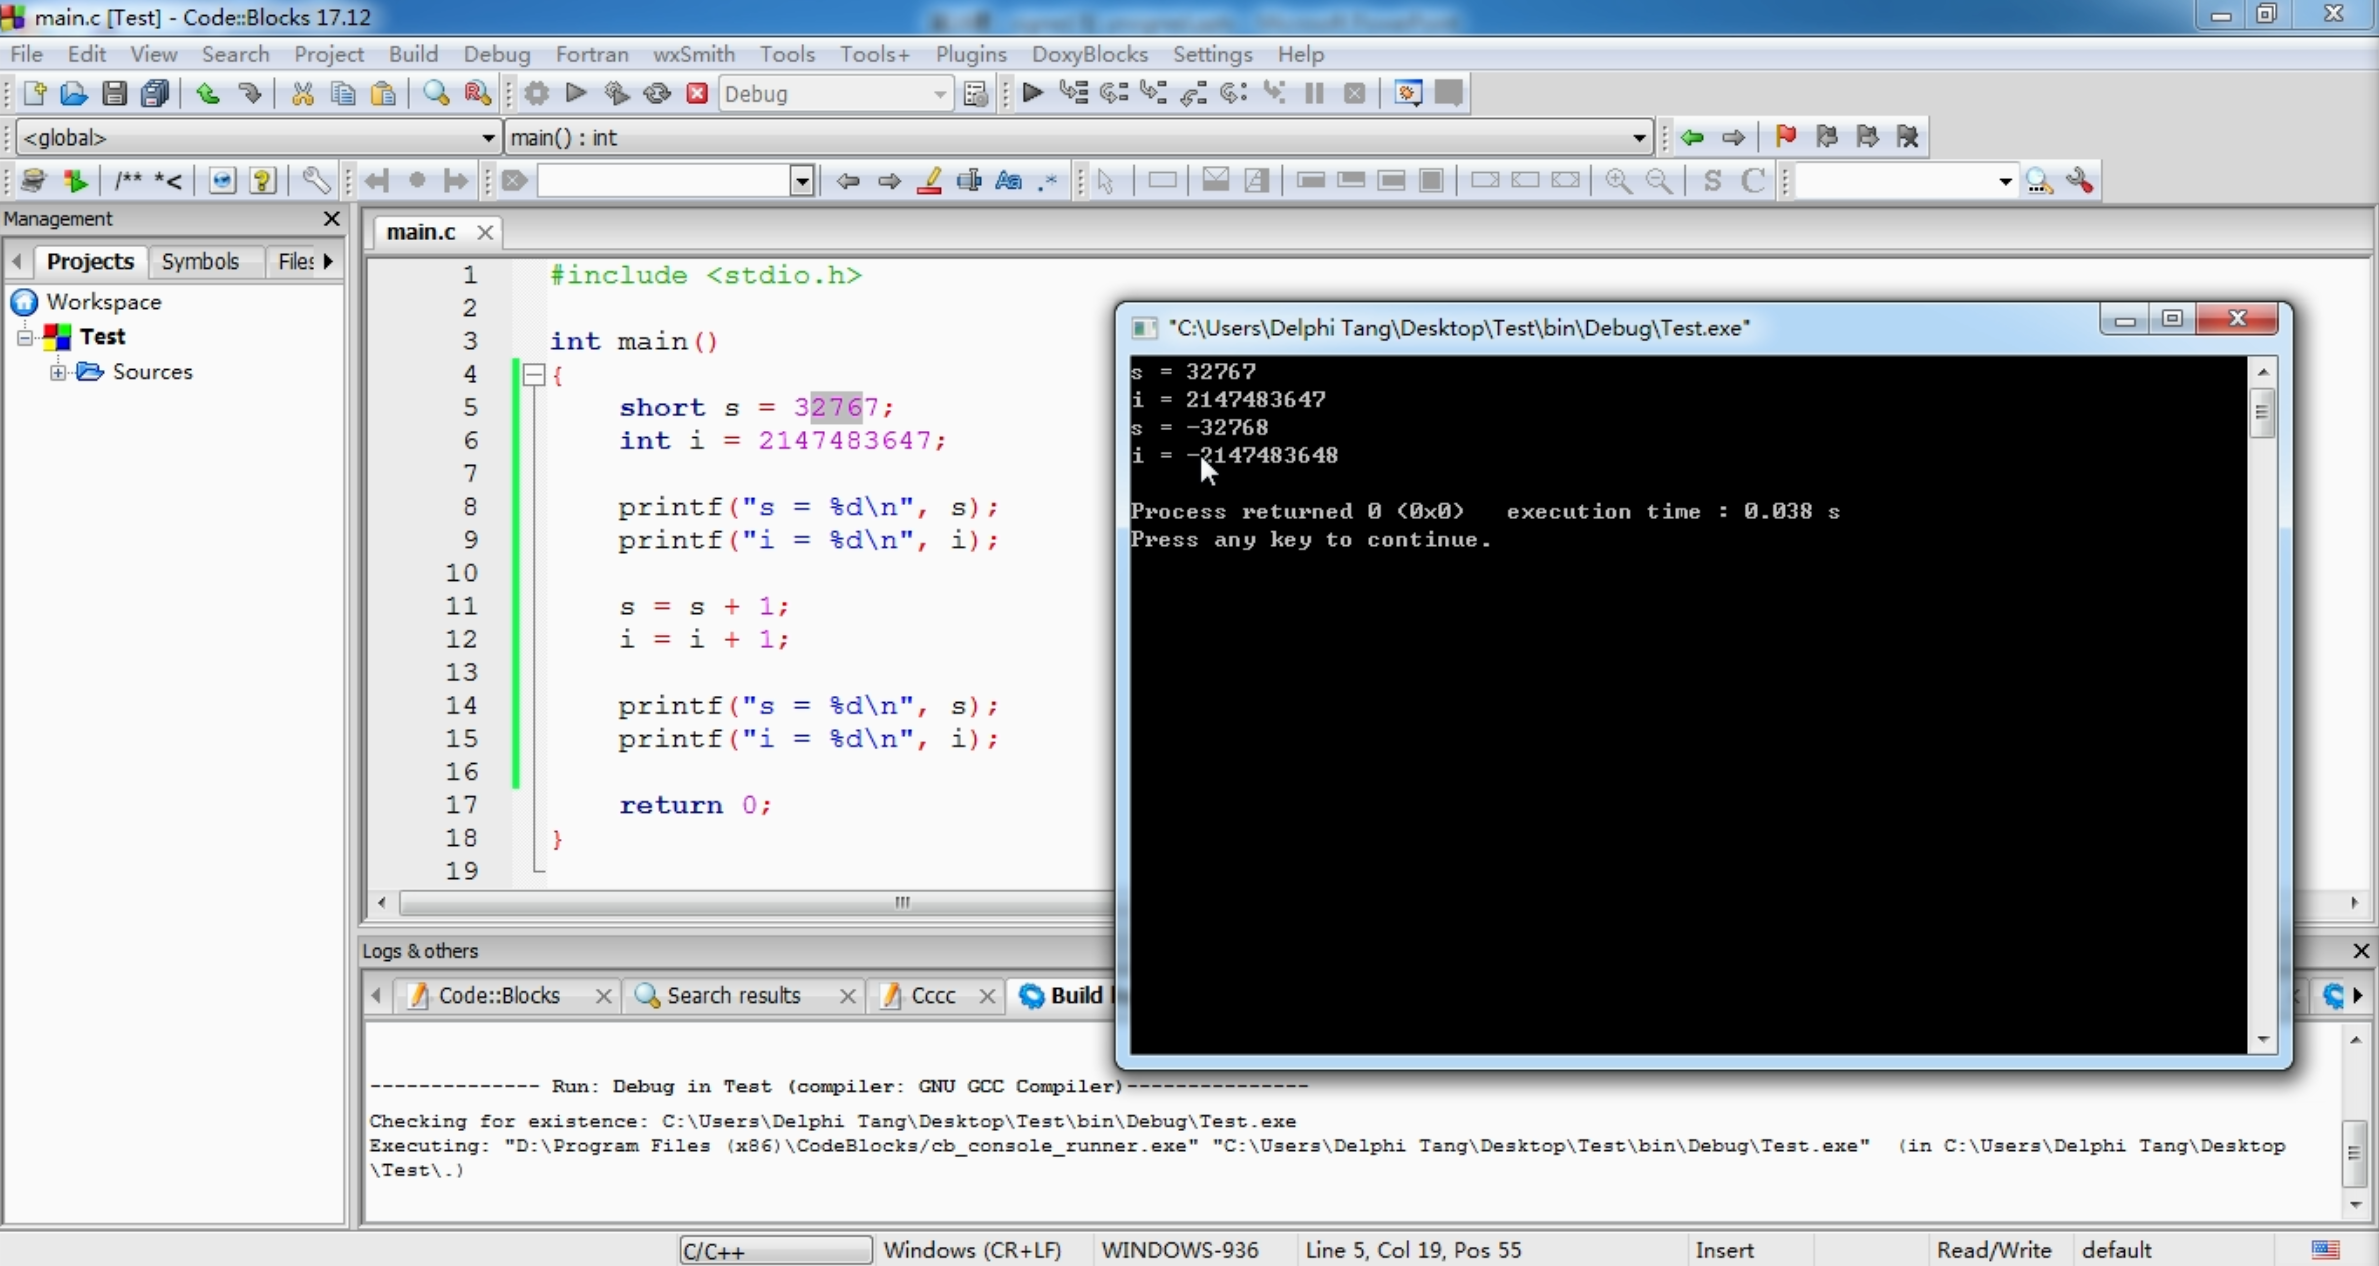 main.c [Test] - Code::Blocks 17.12
File Edit View Search Project Build Debug Fortran wxSmith Tools Tools+ Plugins DoxyBlocks Settings Help
Debug
<global> main() : int
/** *<
S C
Management
Projects Symbols Files
Workspace
Test
Sources
main.c
1 #include <stdio.h>
2
3 int main()
4 {
5 short s = 32767;
6 int i = 2147483647;
7
8 printf("s = %d\n", s);
9 printf("i = %d\n", i);
10
11 s = s + 1;
12 i = i + 1;
13
14 printf("s = %d\n", s);
15 printf("i = %d\n", i);
16
17 return 0;
18 }
19
"C:\Users\Delphi Tang\Desktop\Test\bin\Debug\Test.exe"
s = 32767
i = 2147483647
s = -32768
i = -2147483648
Process returned 0 (0x0) execution time : 0.038 s
Press any key to continue.
Logs & others
Code::Blocks Search results Cccc Build
-------------- Run: Debug in Test (compiler: GNU GCC Compiler)---------------
Checking for existence: C:\Users\Delphi Tang\Desktop\Test\bin\Debug\Test.exe
Executing: "D:\Program Files (x86)\CodeBlocks/cb_console_runner.exe" "C:\Users\Delphi Tang\Desktop\Test\bin\Debug\Test.exe" (in C:\Users\Delphi Tang\Desktop
\Test\.)
C/C++ Windows (CR+LF) WINDOWS-936 Line 5, Col 19, Pos 55 Insert Read/Write default